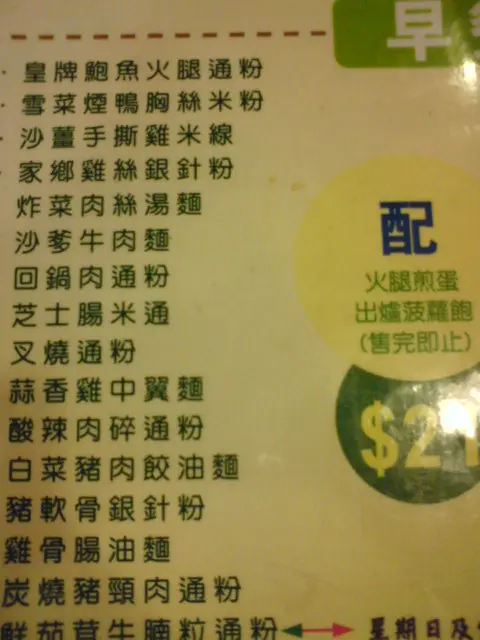 早
皇牌鮑魚火腿通粉
雪菜煙鴨胸絲米粉
沙薑手撕雞米線
家鄉雞絲銀針粉
炸菜肉絲湯麵
沙爹牛肉麵
回鍋肉通粉
芝士腸米通
叉燒通粉
蒜香雞中翼麵
酸辣肉碎通粉
白菜豬肉餃油麵
豬軟骨銀針粉
雞骨腸油麵
炭燒豬頸肉通粉
鮮茄茸牛腩粒通粉 星期日及
配
火腿煎蛋
出爐菠蘿飽
(售完即止)
$21